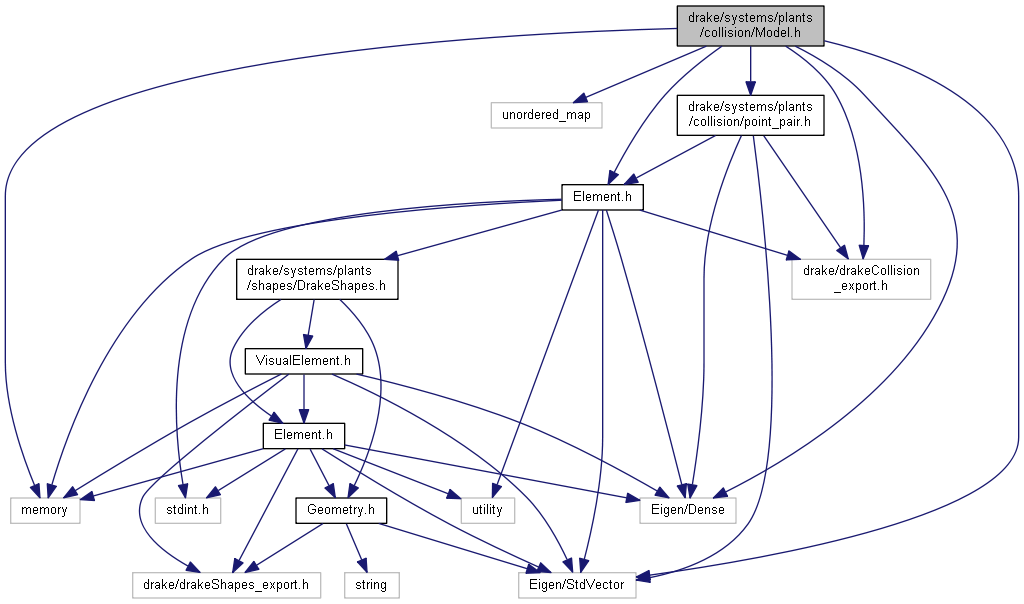 drake/systems/plants
/collision/Model.h
unordered_map
drake/systems/plants
/collision/point_pair.h
Element.h
drake/systems/plants
/shapes/DrakeShapes.h
drake/drakeCollision
_export.h
VisualElement.h
Element.h
memory
stdint.h
Geometry.h
utility
Eigen/Dense
drake/drakeShapes_export.h
string
Eigen/StdVector